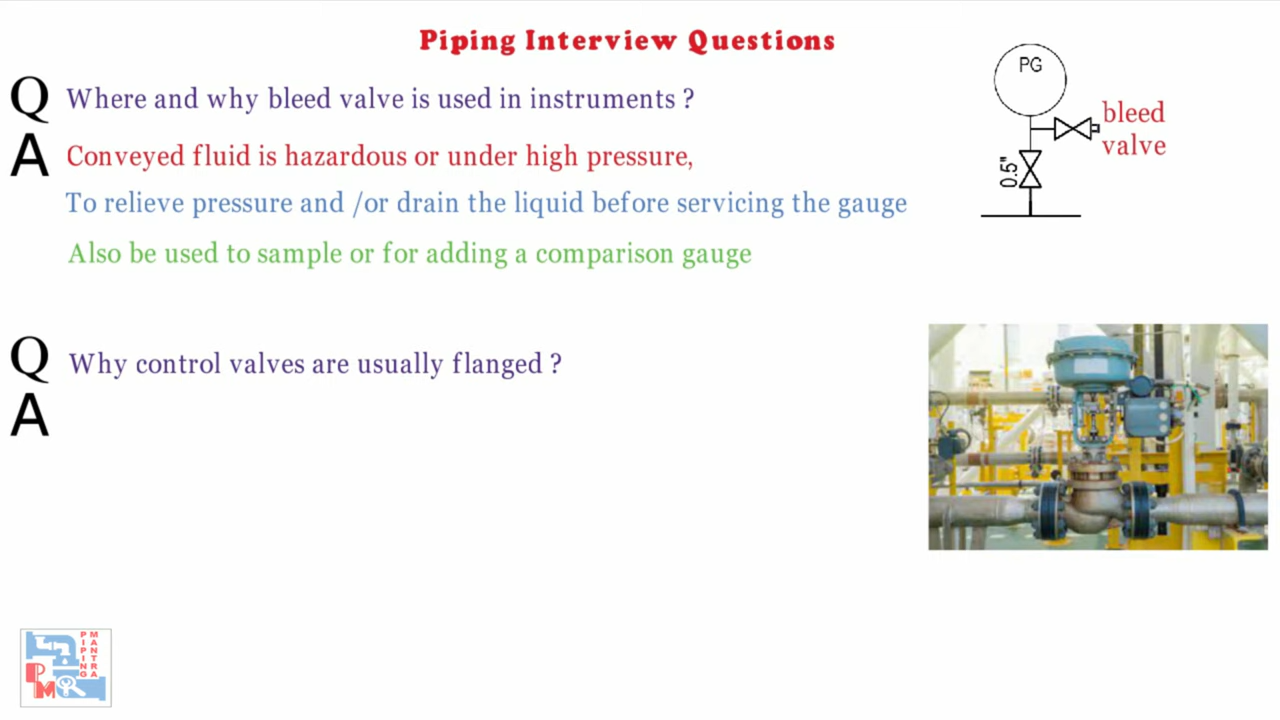 Piping Interview Questions
PG
Q Where and why bleed valve is used in instruments ?
bleed
valve
A Conveyed fluid is hazardous or under high pressure,
0.5"
To relieve pressure and /or drain the liquid before servicing the gauge
Also be used to sample or for adding a comparison gauge
Q Why control valves are usually flanged ?
A
PIPING
MANTRA
PM